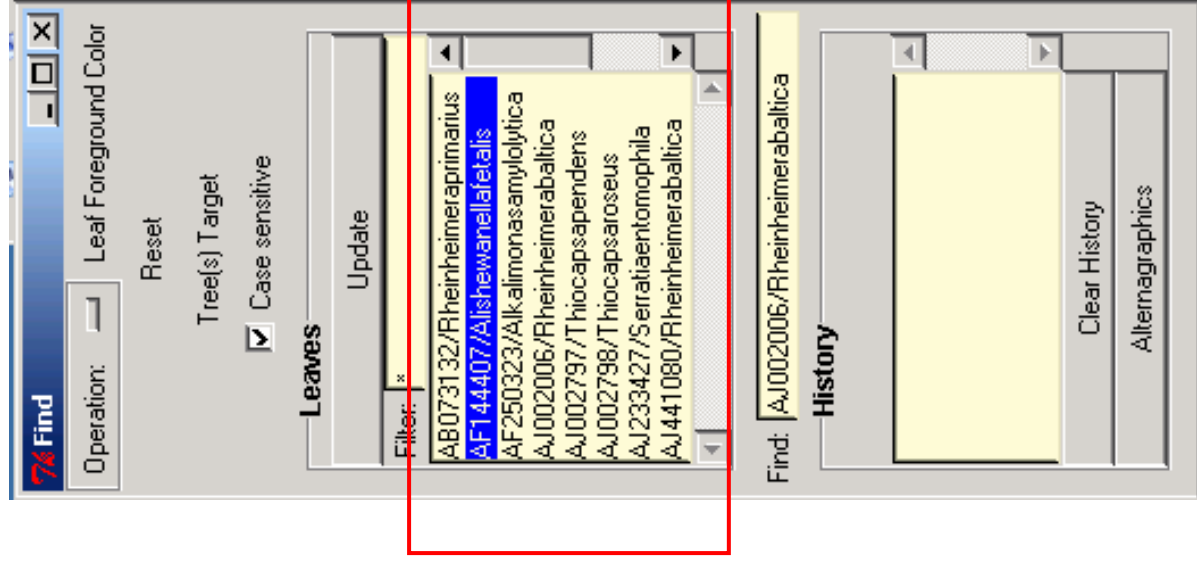 Find
Operation: Leaf Foreground Color
Reset
Tree(s) Target
Case sensitive
Leaves
Update
Filter: *
AB073132/Rheinheimeraprimarius
AF144407/Alishewanellafetalis
AF250323/Alkalimonasamylolytica
AJ002006/Rheinheimerabaltica
AJ002797/Thiocapsapendens
AJ002798/Thiocapsaroseus
AJ233427/Serratiaentomophila
AJ441080/Rheinheimerabaltica
Find: AJ002006/Rheinheimerabaltica
History
Clear History
Alternagraphics